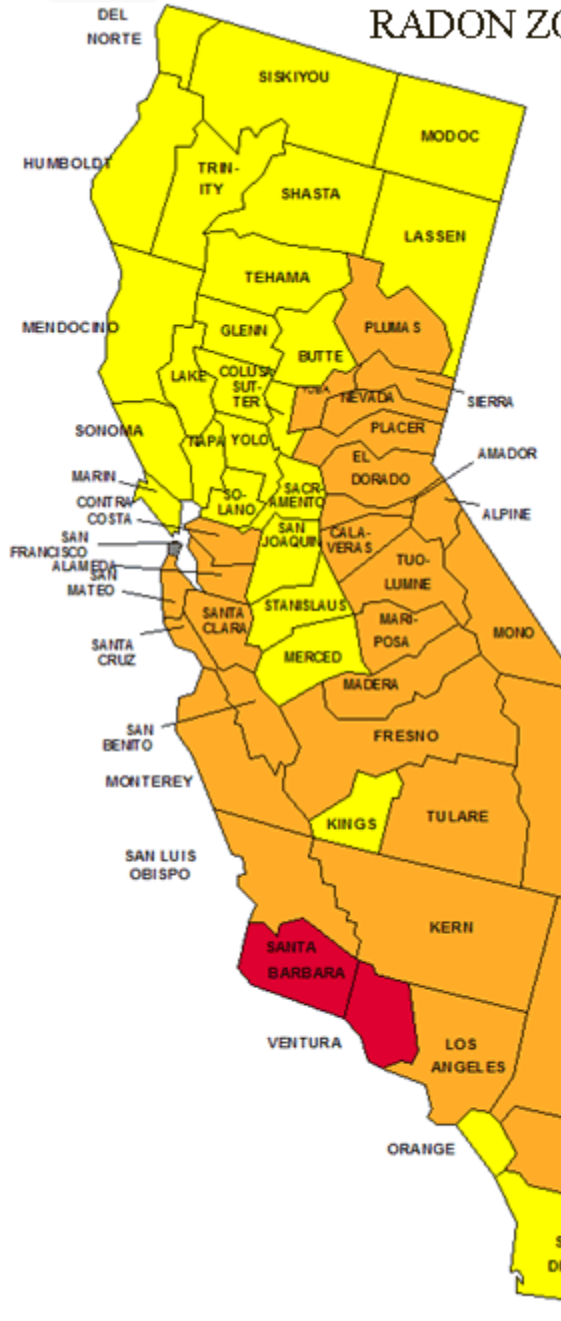 DEL
NORTE
RADON ZO
SISKIYOU
MODOC
HUMBOLDT
TRIN-
ITY
SHASTA
LASSEN
TEHAMA
MENDOCINO
GLENN
PLUMAS
BUTTE
LAKE
COLUSA
SUT-
TER
YUBA
NEVADA
SIERRA
SONOMA
PLACER
NAPA
YOLO
EL
DORADO
AMADOR
MARIN
CONTRA
COSTA
SO-
LANO
SACR-
AMENTO
ALPINE
SAN
FRANCISCO
SAN
JOAQUIN
CALA-
VERAS
ALAMEDA
SAN
MATEO
TUO-
LUMNE
STANISLAUS
SANTA
CLARA
MARI-
POSA
MONO
SANTA
CRUZ
MERCED
MADERA
SAN
BENITO
FRESNO
MONTEREY
KINGS
TULARE
SAN LUIS
OBISPO
KERN
SANTA
BARBARA
VENTURA
LOS
ANGELES
ORANGE
S
DI